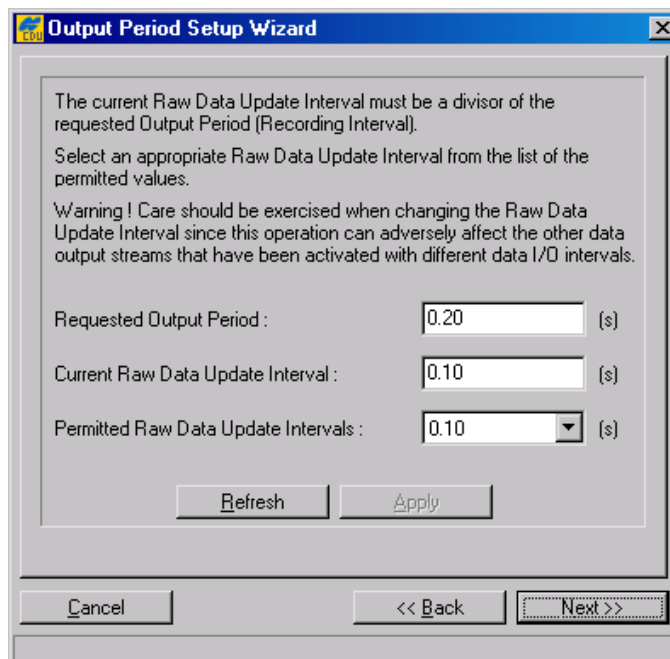 CDU
Output Period Setup Wizard
The current Raw Data Update Interval must be a divisor of the
requested Output Period (Recording Interval).
Select an appropriate Raw Data Update Interval from the list of the
permitted values.
Warning ! Care should be exercised when changing the Raw Data
Update Interval since this operation can adversely affect the other data
output streams that have been activated with different data I/O intervals.
Requested Output Period : 0.20 (s)
Current Raw Data Update Interval : 0.10 (s)
Permitted Raw Data Update Intervals : 0.10 (s)
Refresh Apply
Cancel << Back Next >>